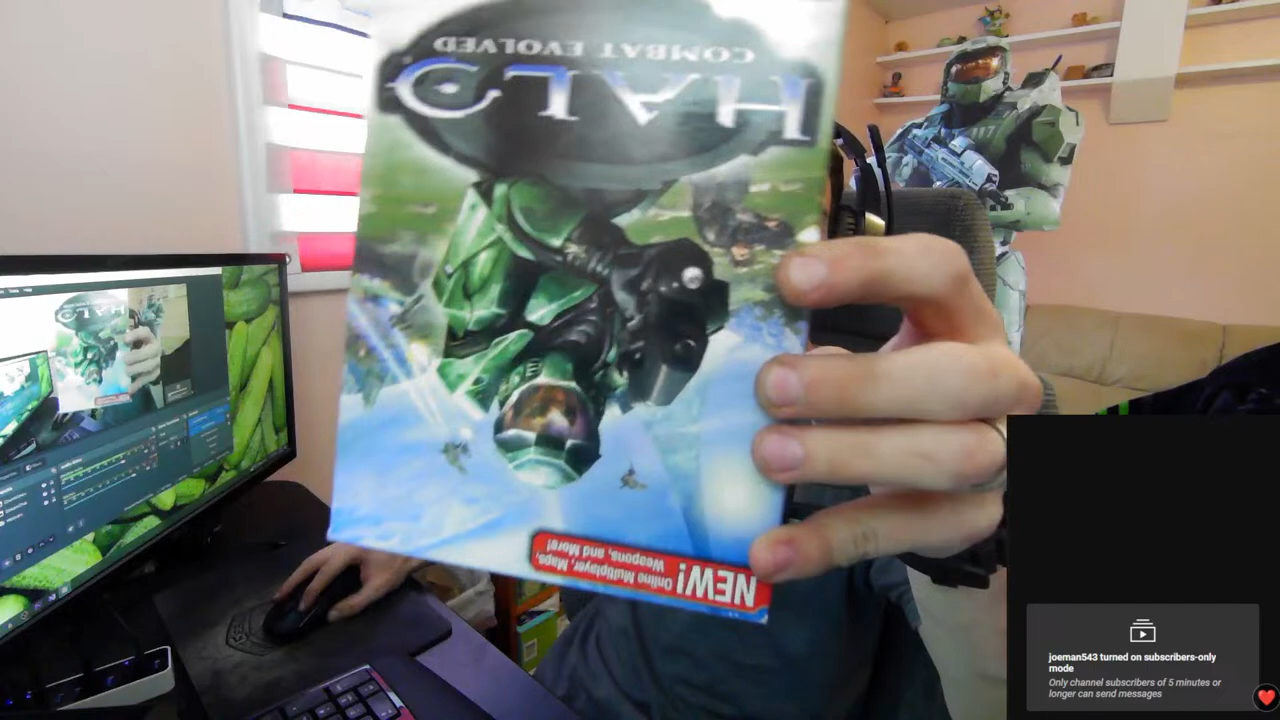 HALO
COMBAT EVOLVED
NEW! Online Multiplayer, Maps,
Weapons, and More!
117
joeman543 turned on subscribers-only
mode
Only channel subscribers of 5 minutes or
longer can send messages